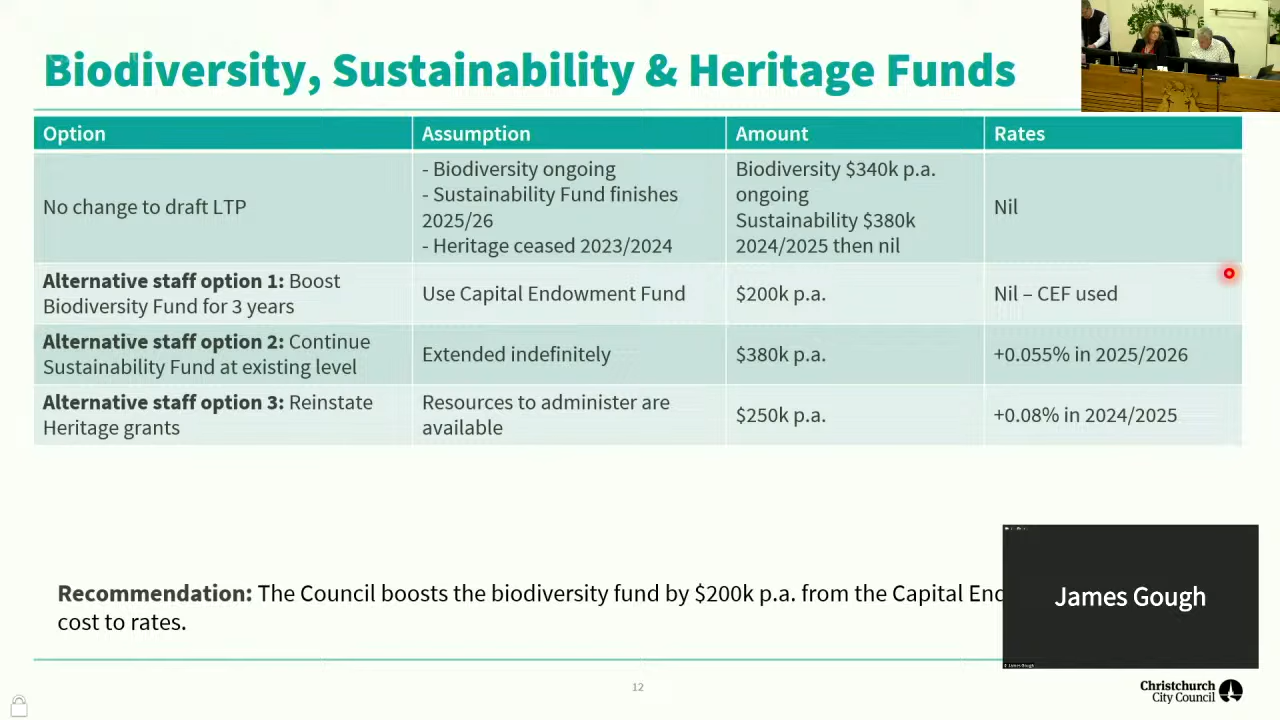 Biodiversity, Sustainability & Heritage Funds
Option
Assumption
Amount
Rates
No change to draft LTP
- Biodiversity ongoing
- Sustainability Fund finishes
2025/26
- Heritage ceased 2023/2024
Biodiversity $340k p.a.
ongoing
Sustainability $380k
2024/2025 then nil
Nil
Alternative staff option 1: Boost
Biodiversity Fund for 3 years
Use Capital Endowment Fund
$200k p.a.
Nil – CEF used
Alternative staff option 2: Continue
Sustainability Fund at existing level
Extended indefinitely
$380k p.a.
+0.055% in 2025/2026
Alternative staff option 3: Reinstate
Heritage grants
Resources to administer are
available
$250k p.a.
+0.08% in 2024/2025
Recommendation: The Council boosts the biodiversity fund by $200k p.a. from the Capital
cost to rates.
James Gough
James Gough
12
Christchurch
City Council